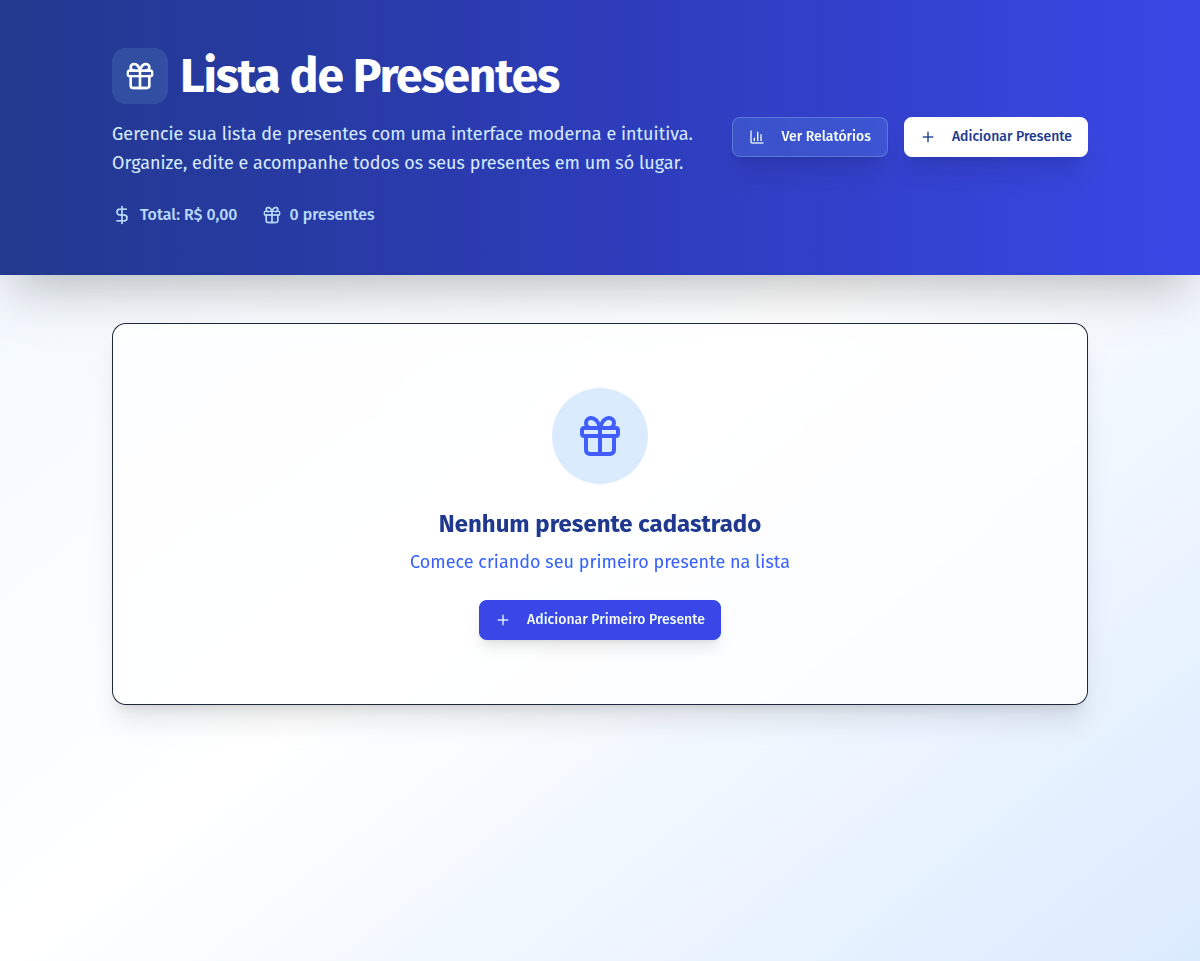 Lista de Presentes
Gerencie sua lista de presentes com uma interface moderna e intuitiva.
Organize, edite e acompanhe todos os seus presentes em um só lugar.
Ver Relatórios
Adicionar Presente
Total: R$ 0,00
0 presentes
Nenhum presente cadastrado
Comece criando seu primeiro presente na lista
Adicionar Primeiro Presente